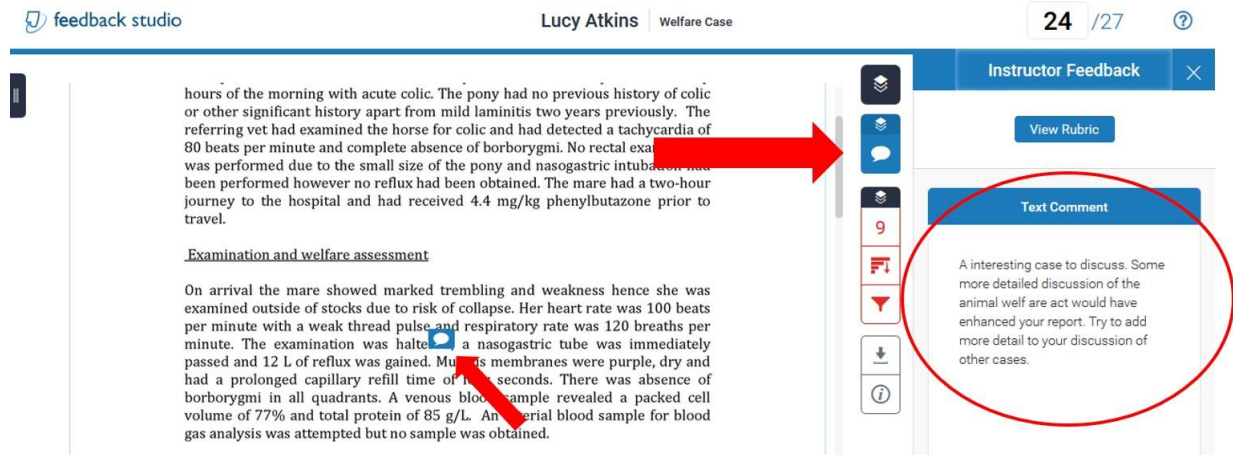 feedback studio
Lucy Atkins Welfare Case
24 /27
?
hours of the morning with acute colic. The pony had no previous history of colic
or other significant history apart from mild laminitis two years previously. The
referring vet had examined the horse for colic and had detected a tachycardia of
80 beats per minute and complete absence of borborygmi. No rectal
was performed due to the small size of the pony and nasogastric
been performed however no reflux had been obtained. The mare had a two-hour
journey to the hospital and had received 4.4 mg/kg phenylbutazone prior to
travel.
Examination and welfare assessment
On arrival the mare showed marked trembling and weakness hence she was
examined outside of stocks due to risk of collapse. Her heart rate was 100 beats
per minute with a weak thread pulse and respiratory rate was 120 breaths per
minute. The examination was a nasogastric tube was immediately
passed and 12 L of reflux was gained. membranes were purple, dry and
had a prolonged capillary refill time of seconds. There was absence of
borborygmi in all quadrants. A venous sample revealed a packed cell
volume of 77% and total protein of 85 g/L. An blood sample for blood
gas analysis was attempted but no sample was obtained.
9
i
Instructor Feedback
View Rubric
Text Comment
A interesting case to discuss. Some
more detailed discussion of the
animal welf are act would have
enhanced your report. Try to add
more detail to your discussion of
other cases.